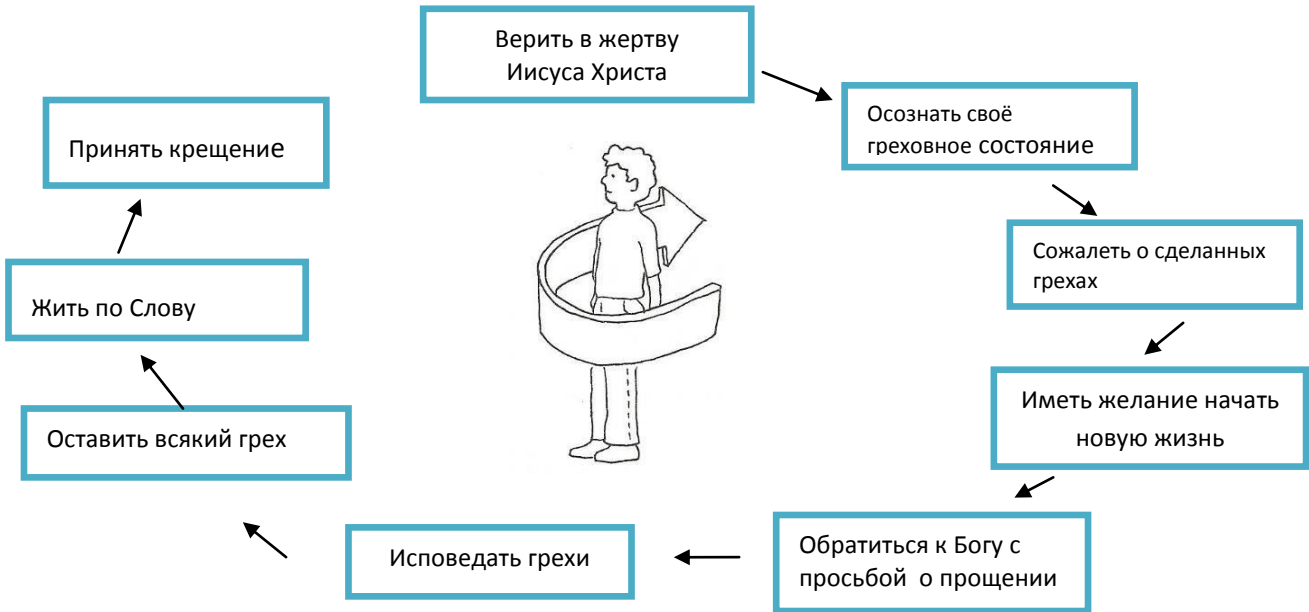 Верить в жертву
Иисуса Христа
Осознать своё
греховное состояние
Сожалеть о сделанных
грехах
Иметь желание начать
новую жизнь
Обратиться к Богу с
просьбой о прощении
Исповедать грехи
Оставить всякий грех
Жить по Слову
Принять крещение